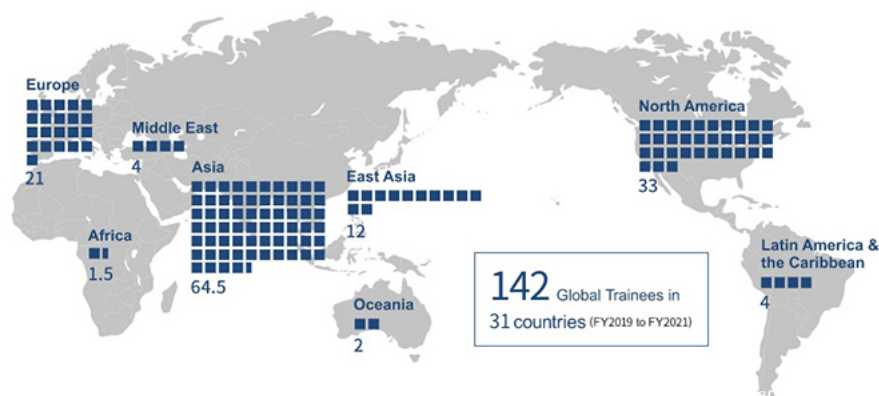 Europe
21
Middle East
4
Asia
64.5
East Asia
12
Africa
1.5
Oceania
2
North America
33
Latin America &
the Caribbean
4
142 Global Trainees in
31 countries (FY2019 to FY2021)